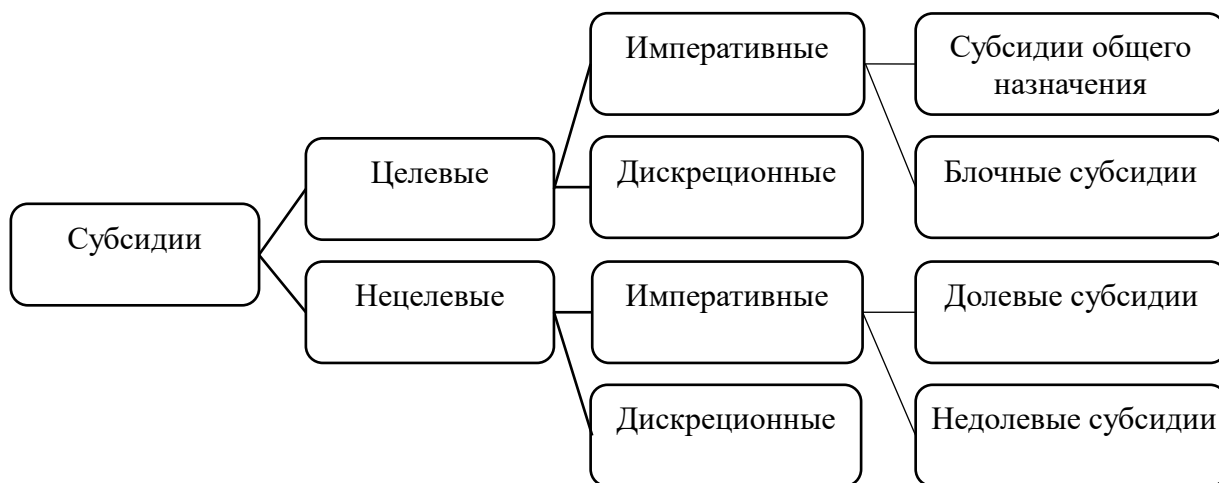 Субсидии
Целевые
Нецелевые
Императивные
Дискреционные
Императивные
Дискреционные
Субсидии общего
назначения
Блочные субсидии
Долевые субсидии
Недолевые субсидии